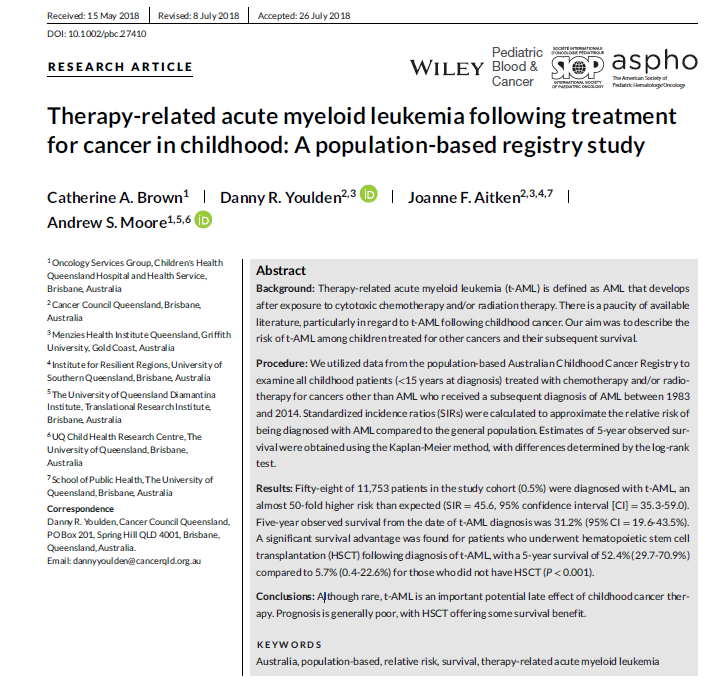 Received: 15 May 2018 Revised: 8 July 2018 Accepted: 26 July 2018
DOI: 10.1002/pbc.27410
RESEARCH ARTICLE
WILEY
Pediatric
Blood &
Cancer
SOCIÉTÉ INTERNATIONALE
D'ONCOLOGIE PÉDIATRIQUE
SIOP
INTERNATIONAL SOCIETY
OF PAEDIATRIC ONCOLOGY
aspho
The American Society of
Pediatric Hematology/Oncology
Therapy-related acute myeloid leukemia following treatment
for cancer in childhood: A population-based registry study
Catherine A. Brown1 | Danny R. Youlden2,3 iD | Joanne F. Aitken2,3,4,7 |
Andrew S. Moore1,5,6 iD
1 Oncology Services Group, Children's Health
Queensland Hospital and Health Service,
Brisbane, Australia
2 Cancer Council Queensland, Brisbane,
Australia
3 Menzies Health Institute Queensland, Griffith
University, Gold Coast, Australia
4 Institute for Resilient Regions, University of
Southern Queensland, Brisbane, Australia
5 The University of Queensland Diamantina
Institute, Translational Research Institute,
Brisbane, Australia
6 UQ Child Health Research Centre, The
University of Queensland, Brisbane,
Australia
7 School of Public Health, The University of
Queensland, Brisbane, Australia
Correspondence
Danny R. Youlden, Cancer Council Queensland,
PO Box 201, Spring Hill QLD 4001, Brisbane,
Queensland, Australia.
Email: dannyyoulden@cancerqld.org.au
Abstract
Background: Therapy-related acute myeloid leukemia (t-AML) is defined as AML that develops
after exposure to cytotoxic chemotherapy and/or radiation therapy. There is a paucity of available
literature, particularly in regard to t-AML following childhood cancer. Our aim was to describe the
risk of t-AML among children treated for other cancers and their subsequent survival.
Procedure: We utilized data from the population-based Australian Childhood Cancer Registry to
examine all childhood patients (<15 years at diagnosis) treated with chemotherapy and/or radio-
therapy for cancers other than AML who received a subsequent diagnosis of AML between 1983
and 2014. Standardized incidence ratios (SIRs) were calculated to approximate the relative risk of
being diagnosed with AML compared to the general population. Estimates of 5-year observed sur-
vival were obtained using the Kaplan-Meier method, with differences determined by the log-rank
test.
Results: Fifty-eight of 11,753 patients in the study cohort (0.5%) were diagnosed with t-AML, an
almost 50-fold higher risk than expected (SIR = 45.6, 95% confidence interval [CI] = 35.3-59.0).
Five-year observed survival from the date of t-AML diagnosis was 31.2% (95% CI = 19.6-43.5%).
A significant survival advantage was found for patients who underwent hematopoietic stem cell
transplantation (HSCT) following diagnosis of t-AML, with a 5-year survival of 52.4% (29.7-70.9%)
compared to 5.7% (0.4-22.6%) for those who did not have HSCT (P < 0.001).
Conclusions: Although rare, t-AML is an important potential late effect of childhood cancer ther-
apy. Prognosis is generally poor, with HSCT offering some survival benefit.
KEYWORDS
Australia, population-based, relative risk, survival, therapy-related acute myeloid leukemia